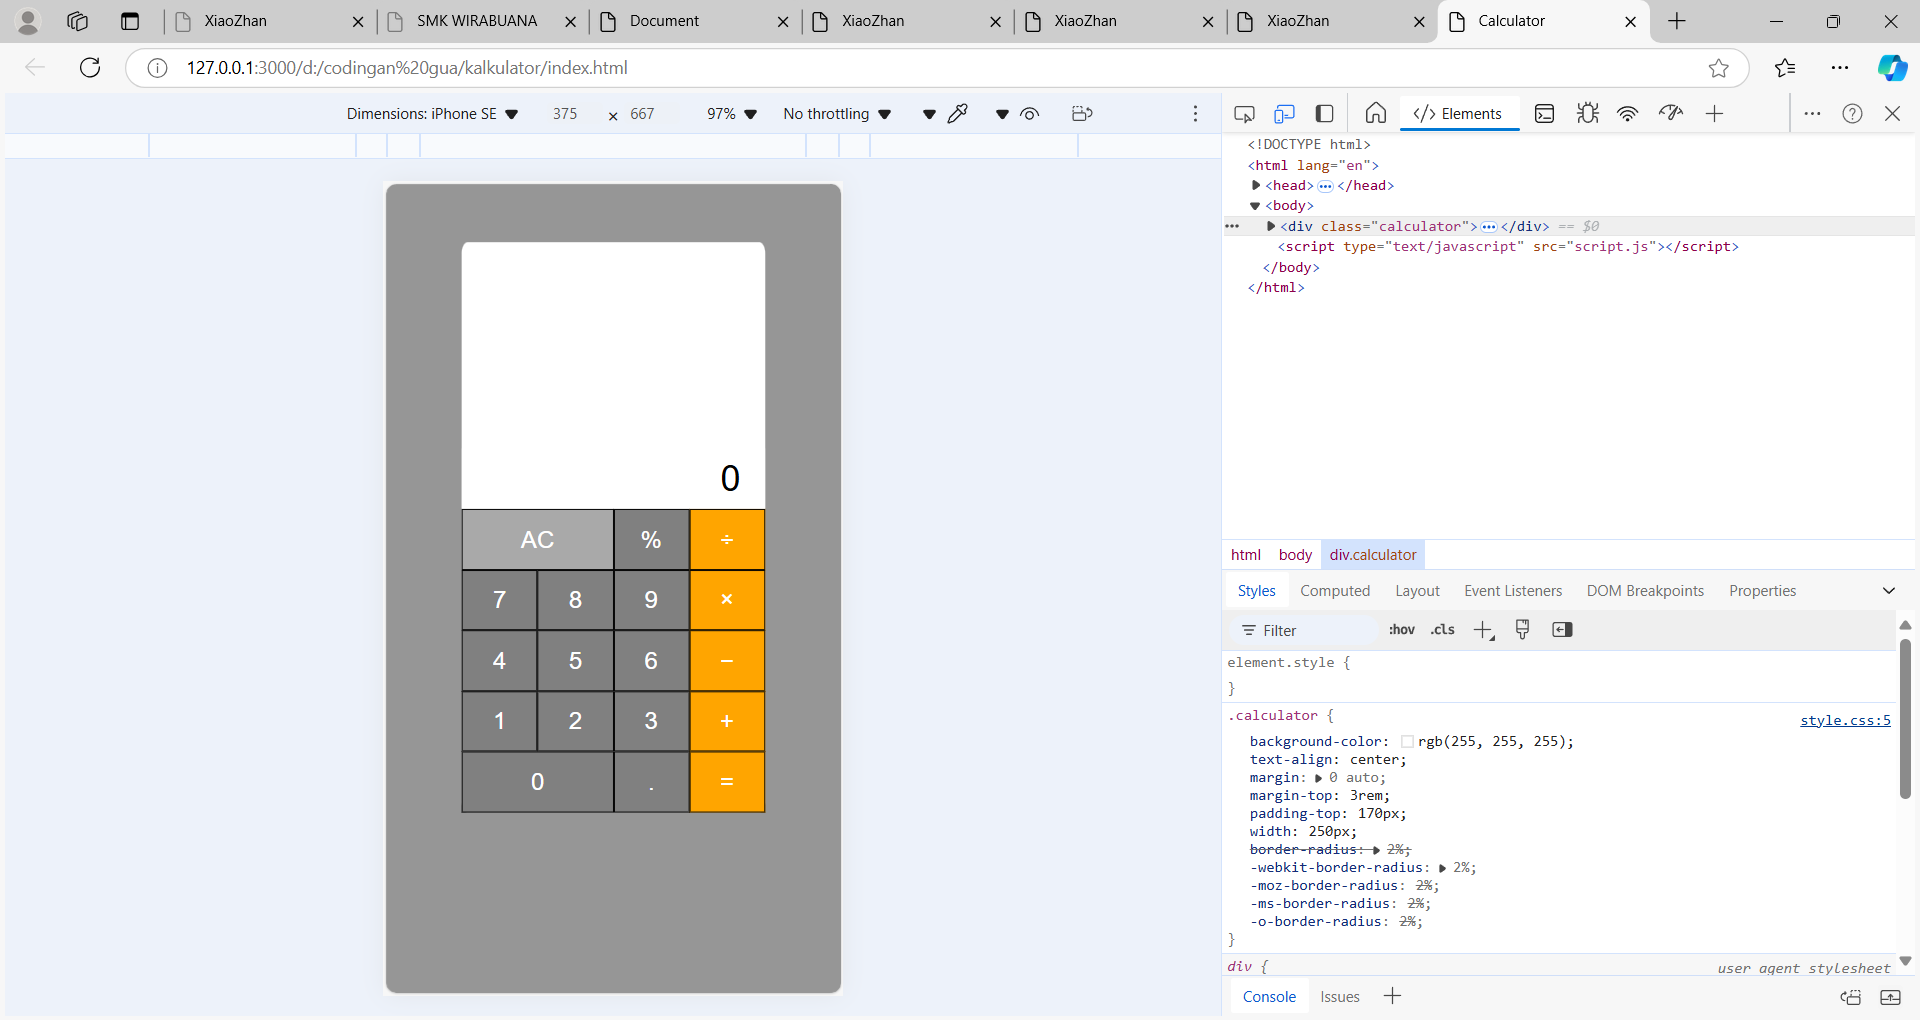 XiaoZhan
SMK WIRABUANA
Document
XiaoZhan
XiaoZhan
XiaoZhan
Calculator
127.0.0.1:3000/d:/codingan%20gua/kalkulator/index.html
Dimensions: iPhone SE 375 × 667 97% No throttling
Elements
<!DOCTYPE html>
<html lang="en">
<head>⋯</head>
<body>
<div class="calculator">⋯</div> == $0
<script type="text/javascript" src="script.js"></script>
</body>
</html>
0
AC % ÷
7 8 9 ×
4 5 6 −
1 2 3 +
0 . =
html body div.calculator
Styles Computed Layout Event Listeners DOM Breakpoints Properties
Filter :hov .cls
element.style {
}
.calculator { style.css:5
background-color: rgb(255, 255, 255);
text-align: center;
margin: 0 auto;
margin-top: 3rem;
padding-top: 170px;
width: 250px;
border-radius: 2%;
-webkit-border-radius: 2%;
-moz-border-radius: 2%;
-ms-border-radius: 2%;
-o-border-radius: 2%;
}
div { user agent stylesheet
Console Issues